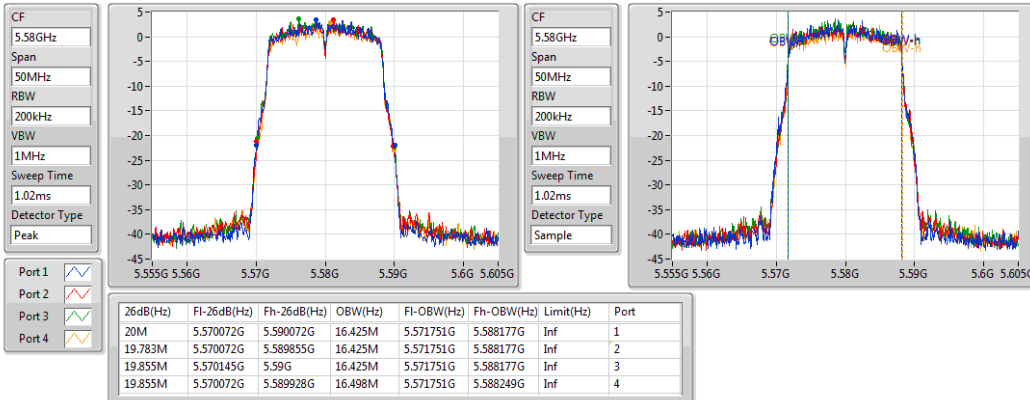 CF
5.58GHz
Span
50MHz
RBW
200kHz
VBW
1MHz
Sweep Time
1.02ms
Detector Type
Peak
5
0
-5
-10
-15
-20
-25
-30
-35
-40
-45
5.555G 5.56G 5.57G 5.58G 5.59G 5.6G 5.605G
CF
5.58GHz
Span
50MHz
RBW
200kHz
VBW
1MHz
Sweep Time
1.02ms
Detector Type
Sample
5
0
-5
-10
-15
-20
-25
-30
-35
-40
-45
OBW-h
5.555G 5.56G 5.57G 5.58G 5.59G 5.6G 5.605G
Port 1
Port 2
Port 3
Port 4
26dB(Hz) Fl-26dB(Hz) Fh-26dB(Hz) OBW(Hz) Fl-OBW(Hz) Fh-OBW(Hz) Limit(Hz) Port
20M 5.570072G 5.590072G 16.425M 5.571751G 5.588177G Inf 1
19.783M 5.570072G 5.589855G 16.425M 5.571751G 5.588177G Inf 2
19.855M 5.570145G 5.59G 16.425M 5.571751G 5.588177G Inf 3
19.855M 5.570072G 5.589928G 16.498M 5.571751G 5.588249G Inf 4